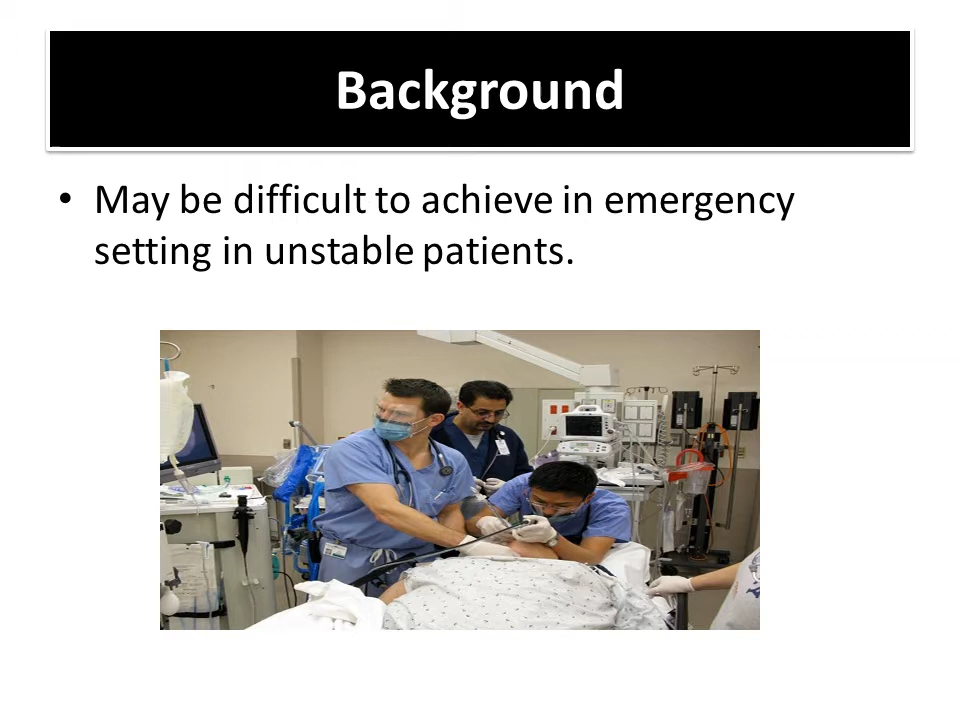 Background
• May be difficult to achieve in emergency
setting in unstable patients.